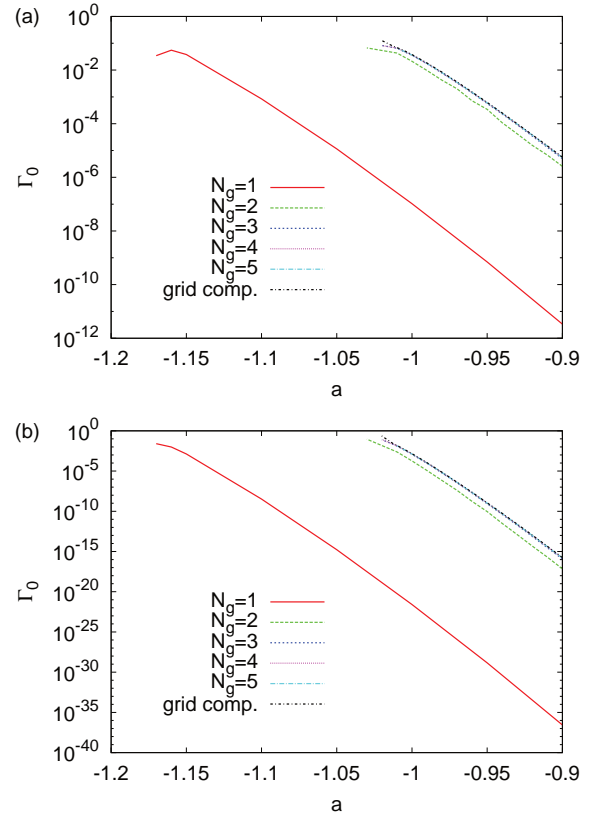 (a)
10^0
10^-2
10^-4
10^-6
10^-8
10^-10
10^-12
Γ_0
N_g=1
N_g=2
N_g=3
N_g=4
N_g=5
grid comp.
-1.2 -1.15 -1.1 -1.05 -1 -0.95 -0.9
a
(b)
10^0
10^-5
10^-10
10^-15
10^-20
10^-25
10^-30
10^-35
10^-40
Γ_0
N_g=1
N_g=2
N_g=3
N_g=4
N_g=5
grid comp.
-1.2 -1.15 -1.1 -1.05 -1 -0.95 -0.9
a